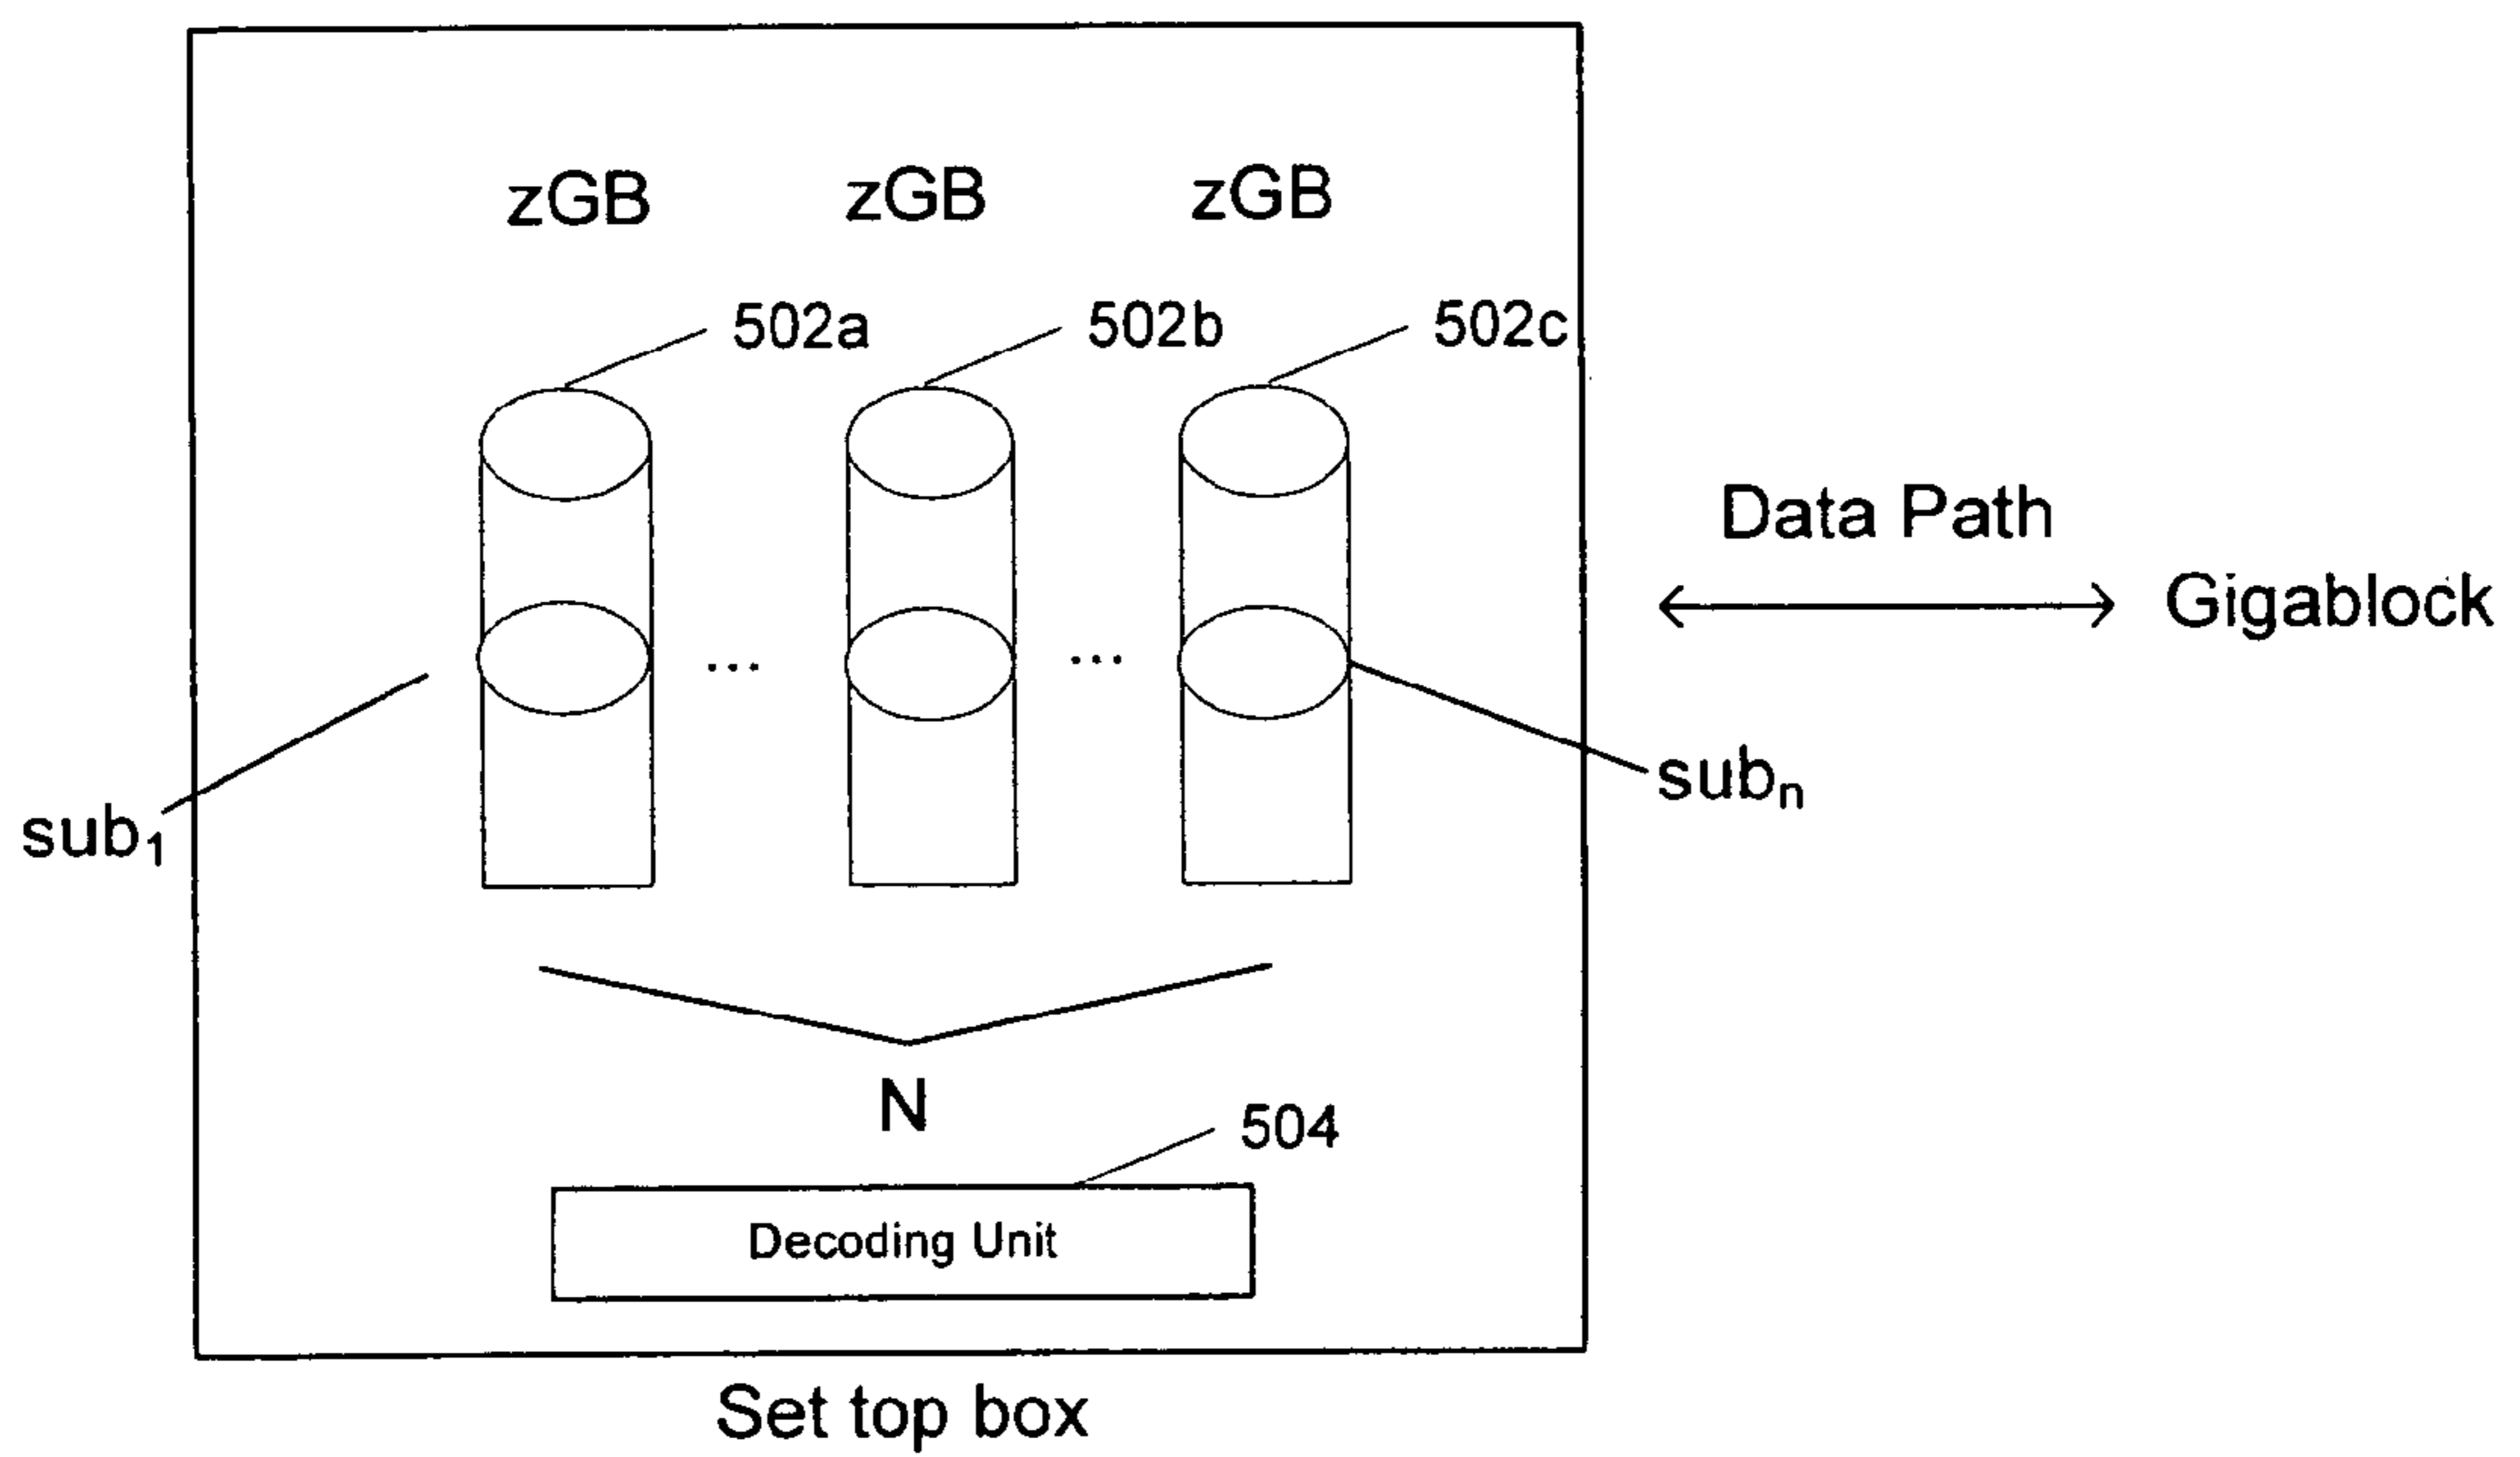 zGB zGB zGB
502a 502b 502c
Data Path
Gigablock
... ...
sub1
subn
N
504
Decoding Unit
Set top box